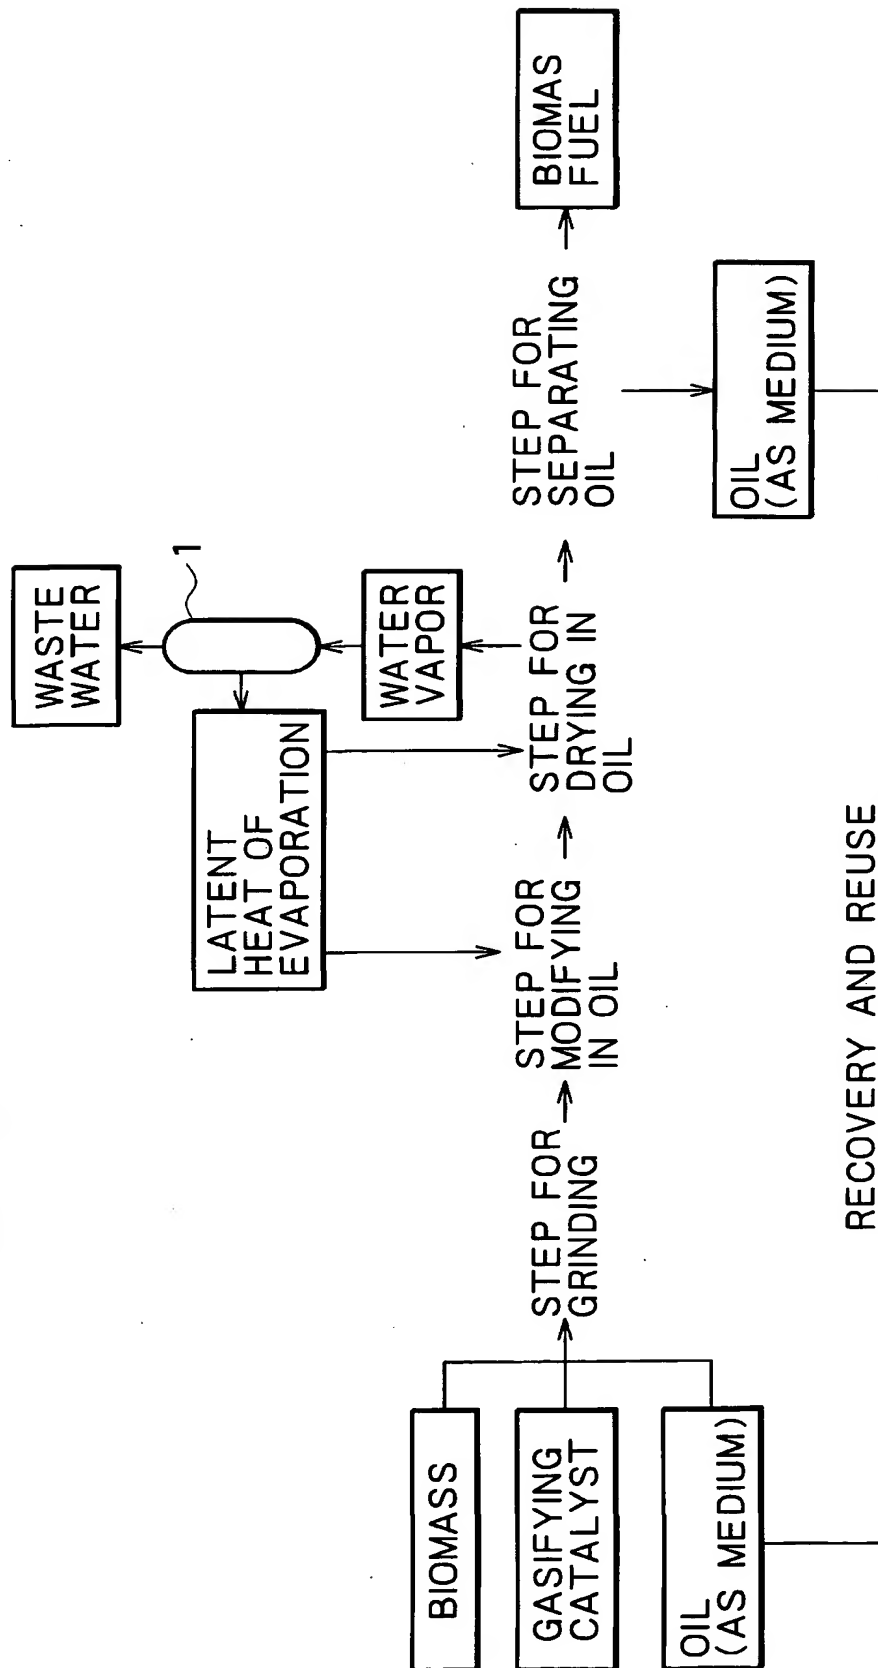 BIOMASS
GASIFYING
CATALYST
OIL
(AS MEDIUM)
STEP FOR
GRINDING
STEP FOR
MODIFYING
IN OIL
LATENT
HEAT OF
EVAPORATION
STEP FOR
DRYING IN
OIL
WATER
VAPOR
1
WASTE
WATER
STEP FOR
SEPARATING
OIL
OIL
(AS MEDIUM)
BIOMAS
FUEL
RECOVERY AND REUSE